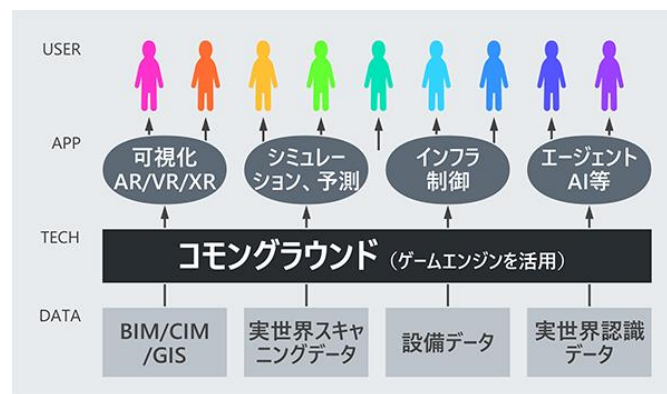 USER
APP
可視化
AR/VR/XR
シミュレー
ション、予測
インフラ
制御
エージェント
AI等
TECH
コモングラウンド（ゲームエンジンを活用）
DATA
BIM/CIM
/GIS
実世界スキャ
ニングデータ
設備データ
実世界認識
データ